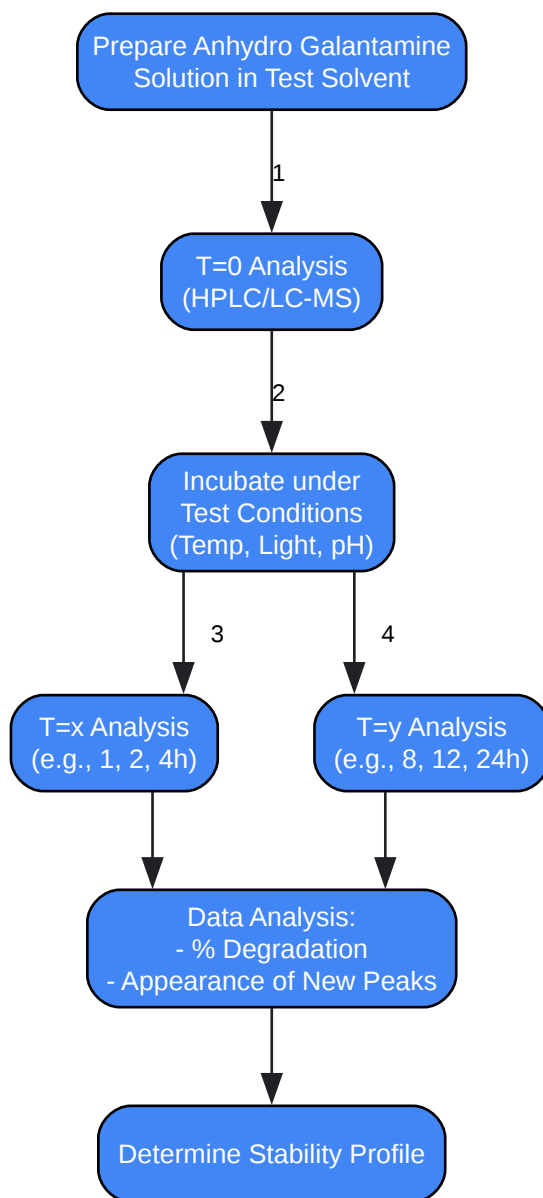 Prepare Anhydro Galantamine
Solution in Test Solvent
1
T=0 Analysis
(HPLC/LC-MS)
2
Incubate under
Test Conditions
(Temp, Light, pH)
3
4
T=x Analysis
(e.g., 1, 2, 4h)
T=y Analysis
(e.g., 8, 12, 24h)
Data Analysis:
- % Degradation
- Appearance of New Peaks
Determine Stability Profile